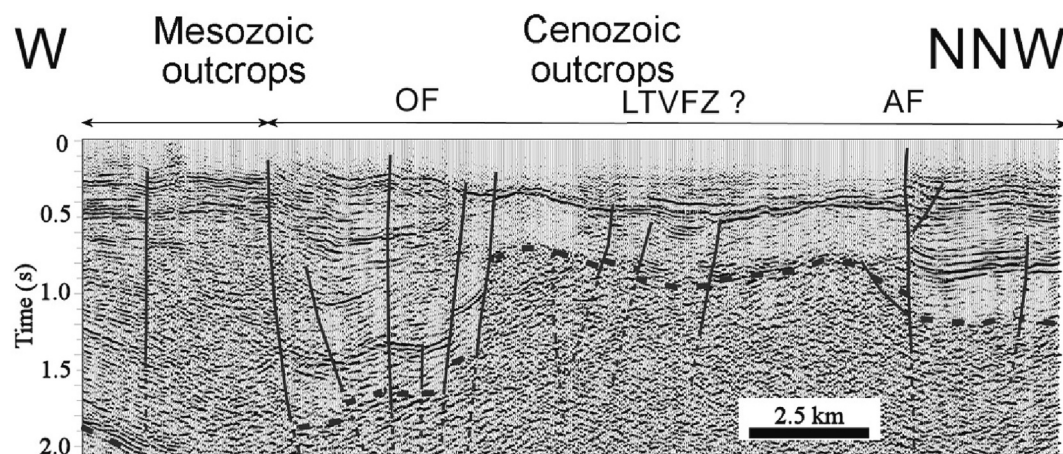 W
Mesozoic
outcrops
Cenozoic
outcrops
NNW
OF
LTVFZ ?
AF
0
0.5
1.0
1.5
2.0
Time (s)
2.5 km